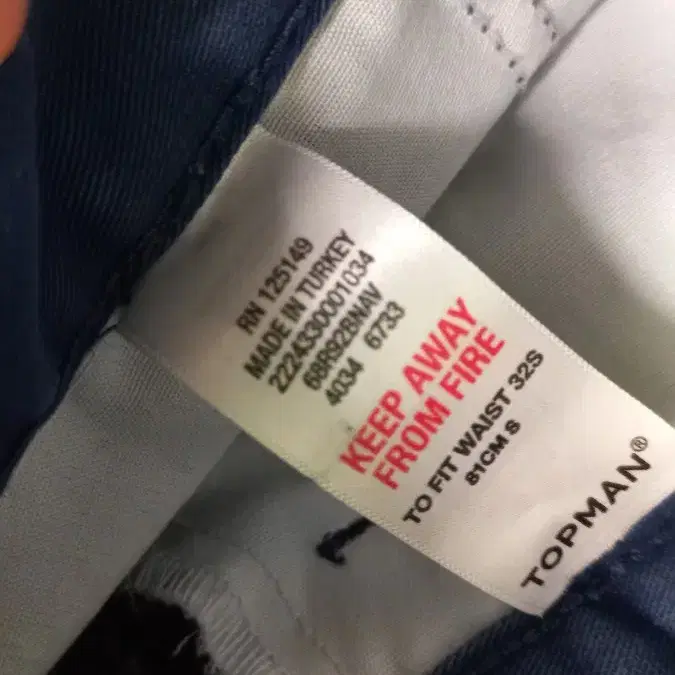 RN 125149
MADE IN TURKEY
2224330001034
68R92BNAV
4034 6733
KEEP AWAY
FROM FIRE
TO FIT WAIST 32S
81CM S
TOPMAN®